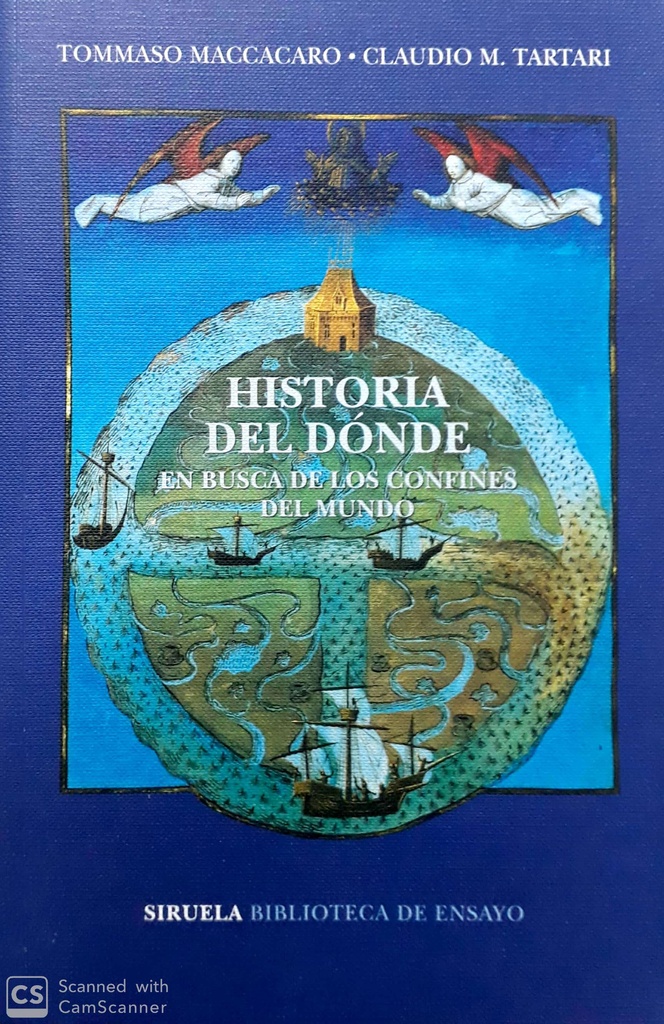 TOMMASO MACCACARO • CLAUDIO M. TARTARI
HISTORIA
DEL DÓNDE
EN BUSCA DE LOS CONFINES
DEL MUNDO
SIRUELA BIBLIOTECA DE ENSAYO
CS Scanned with
CamScanner